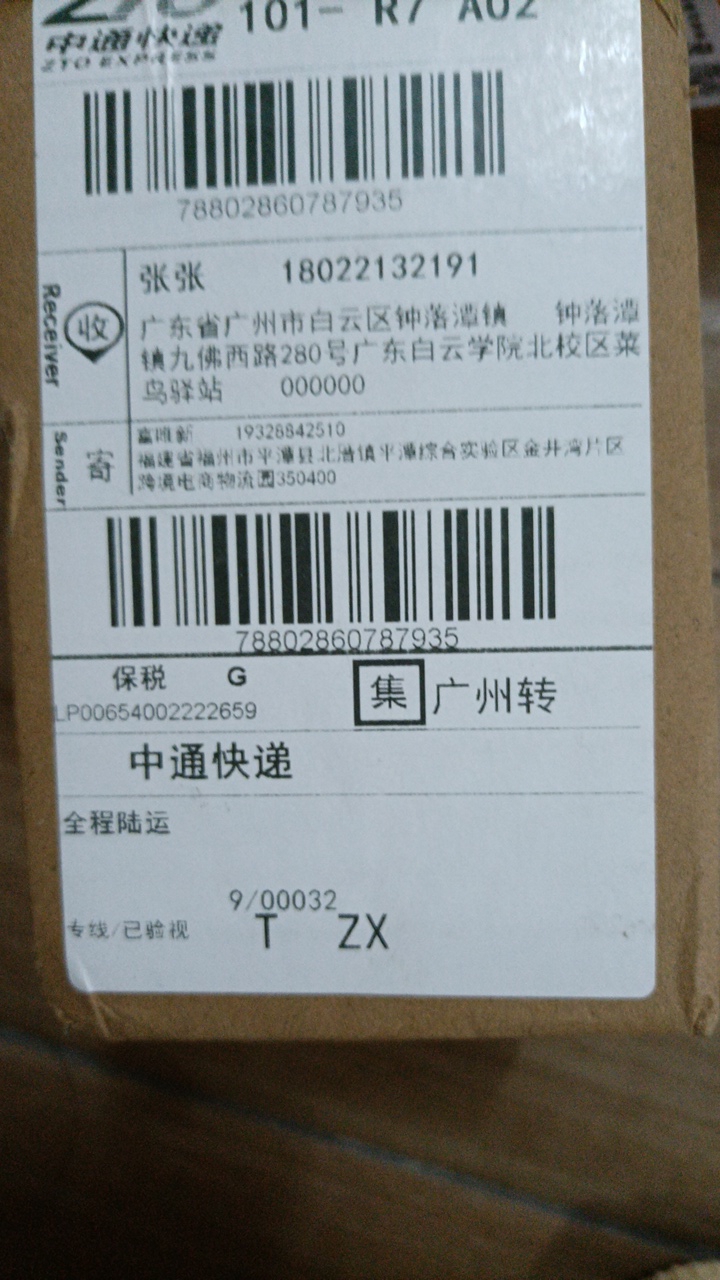 101- R7 A02
中通快递
ZTO EXPRESS
78802860787935
Receiver
收
张张 18022132191
广东省广州市白云区钟落潭镇 钟落潭
镇九佛西路280号广东白云学院北校区菜
鸟驿站 000000
Sender
寄
富唯新 19328842510
福建省福州市平潭县北厝镇平潭综合实验区金井湾片区
跨境电商物流园350400
78802860787935
保税 G
LP00654002222659
集 广州转
中通快递
全程陆运
9/00032
专线/已验视 T ZX